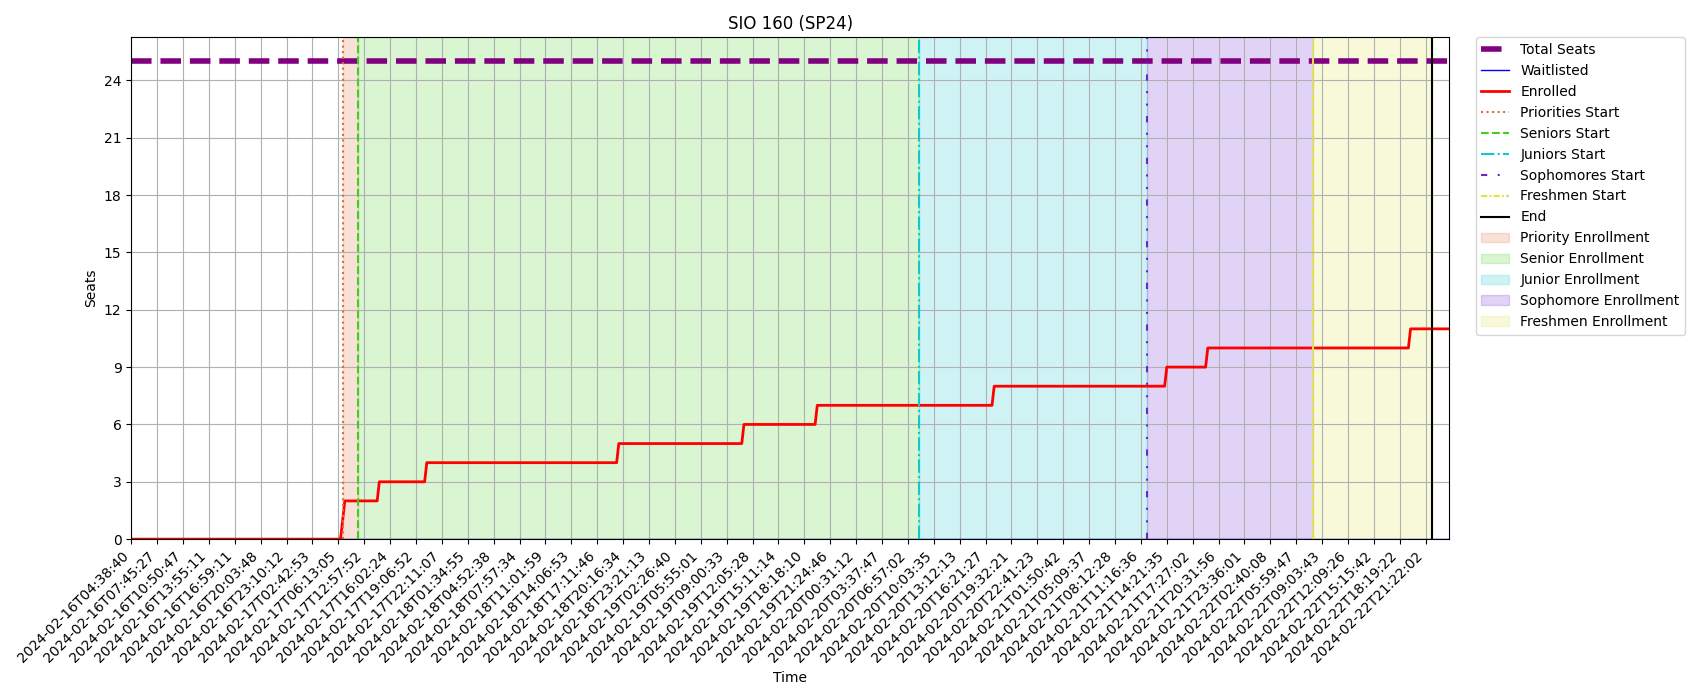 SIO 160 (SP24)
Seats
24
21
18
15
12
9
6
3
0
2024-02-16T04:38:40
2024-02-16T07:45:27
2024-02-16T10:50:47
2024-02-16T13:55:11
2024-02-16T16:59:11
2024-02-16T20:03:48
2024-02-16T23:10:12
2024-02-17T02:42:53
2024-02-17T06:13:05
2024-02-17T12:57:52
2024-02-17T16:02:24
2024-02-17T19:06:52
2024-02-17T22:11:07
2024-02-18T01:34:55
2024-02-18T04:52:38
2024-02-18T07:57:34
2024-02-18T11:01:59
2024-02-18T14:06:53
2024-02-18T17:11:46
2024-02-18T20:16:34
2024-02-18T23:21:13
2024-02-19T02:26:40
2024-02-19T05:55:01
2024-02-19T09:00:33
2024-02-19T12:05:28
2024-02-19T15:11:14
2024-02-19T18:18:10
2024-02-19T21:24:46
2024-02-20T00:31:12
2024-02-20T03:37:47
2024-02-20T06:57:02
2024-02-20T10:03:35
2024-02-20T13:12:13
2024-02-20T16:21:27
2024-02-20T19:32:21
2024-02-20T22:41:23
2024-02-21T01:50:42
2024-02-21T05:09:37
2024-02-21T08:12:28
2024-02-21T11:16:36
2024-02-21T14:21:35
2024-02-21T17:27:02
2024-02-21T20:31:56
2024-02-21T23:36:01
2024-02-22T02:40:08
2024-02-22T05:59:47
2024-02-22T09:03:43
2024-02-22T12:09:26
2024-02-22T15:15:42
2024-02-22T18:19:22
2024-02-22T21:22:02
Time
Total Seats
Waitlisted
Enrolled
Priorities Start
Seniors Start
Juniors Start
Sophomores Start
Freshmen Start
End
Priority Enrollment
Senior Enrollment
Junior Enrollment
Sophomore Enrollment
Freshmen Enrollment